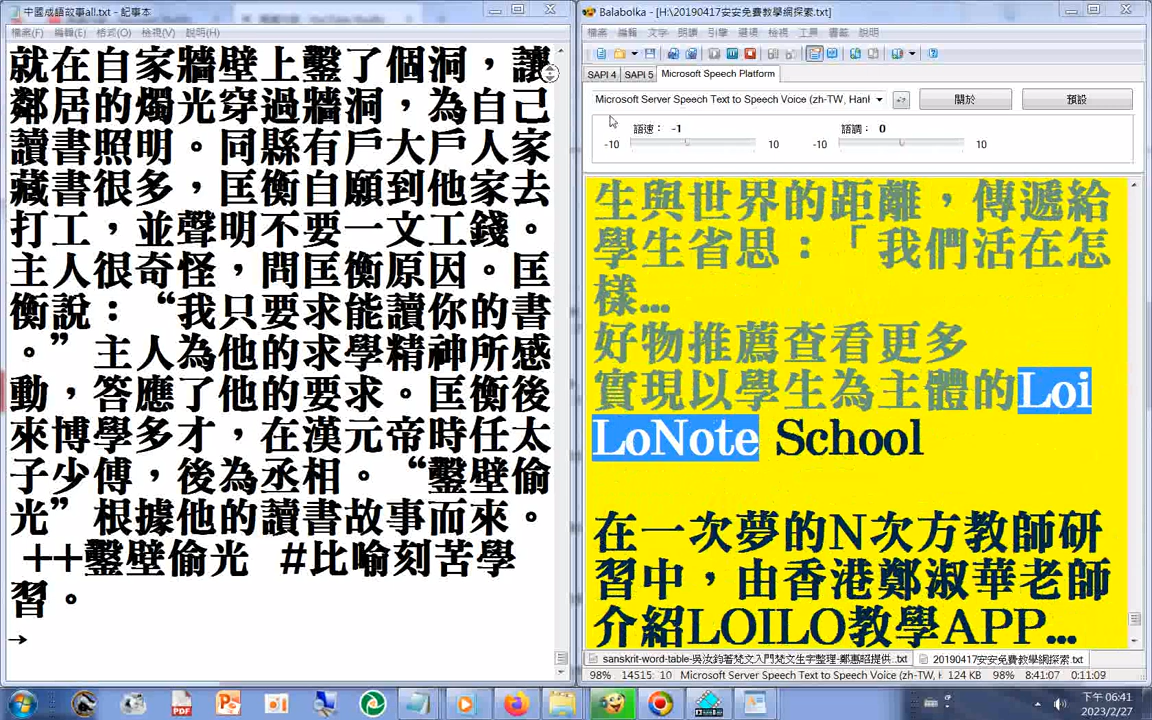 中國成語故事all.txt - 記事本
檔案(F) 編輯(E) 格式(O) 檢視(V) 說明(H)
就在自家牆壁上鑿了個洞，讓
鄰居的燭光穿過牆洞，為自己
讀書照明。同縣有戶大戶人家
藏書很多，匡衡自願到他家去
打工，並聲明不要一文工錢。
主人很奇怪，問匡衡原因。匡
衡說：“我只要求能讀你的書
。”主人為他的求學精神所感
動，答應了他的要求。匡衡後
來博學多才，在漢元帝時任太
子少傅，後為丞相。“鑿壁偷
光”根據他的讀書故事而來。
++鑿壁偷光 #比喻刻苦學
習。
→
Balabolka - [H:\20190417安安免費教學網探索.txt]
檔案 編輯 文字 朗讀 引擎 選項 檢視 工具 書籤 說明
SAPI 4 SAPI 5 Microsoft Speech Platform
Microsoft Server Speech Text to Speech Voice (zh-TW, Hanl
關於 預設
語速： -1 語調： 0
-10 10 -10 10
生與世界的距離，傳遞給
學生省思：「我們活在怎
樣...
好物推薦查看更多
實現以學生為主體的Loi
LoNote School
在一次夢的N次方教師研
習中，由香港鄭淑華老師
介紹LOILO教學APP...
sanskrit-word-table-吳汝鈞著梵文入門梵文生字整理-鄭惠昭提供...txt 20190417安安免費教學網探索.txt
98% 14515: 10 Microsoft Server Speech Text to Speech Voice (zh-TW, Ha 124 KB 98% 8:41:07 0:11:09
下午 06:41
2023/2/27